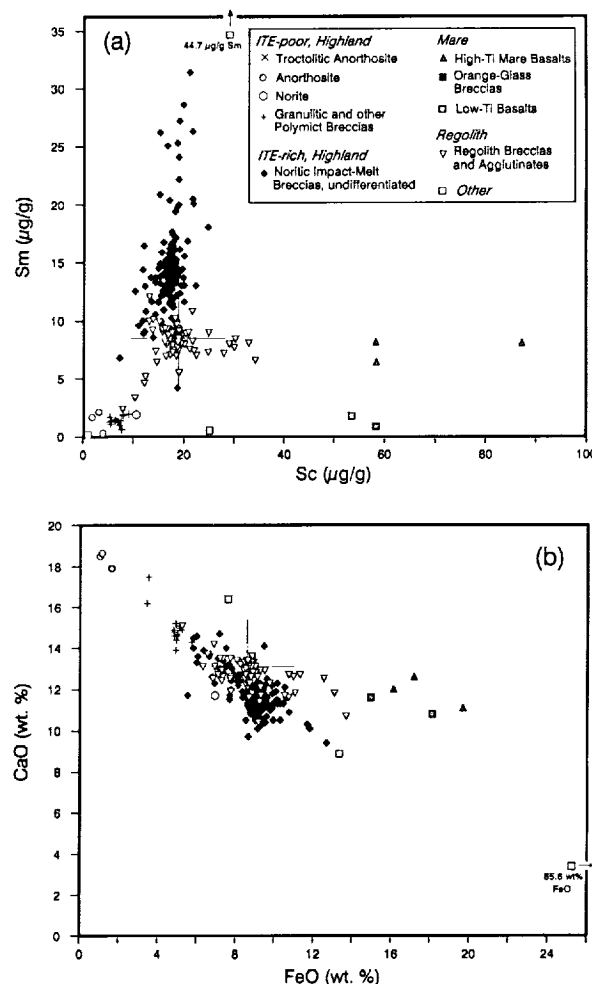 (a)
44.7 µg/g Sm
ITE-poor, Highland
Troctolitic Anorthosite
Anorthosite
Norite
Granulitic and other
Polymict Breccias
ITE-rich, Highland
Noritic Impact-Melt
Breccias, undifferentiated
Mare
High-Ti Mare Basalts
Orange-Glass
Breccias
Low-Ti Basalts
Regolith
Regolith Breccias
and Agglutinates
Other
Sm (µg/g)
35
30
25
20
15
10
5
0
0 20 40 60 80 100
Sc (µg/g)
(b)
CaO (wt. %)
20
18
16
14
12
10
8
6
4
2
0
85.6 wt%
FeO
0 4 8 12 16 20 24
FeO (wt. %)